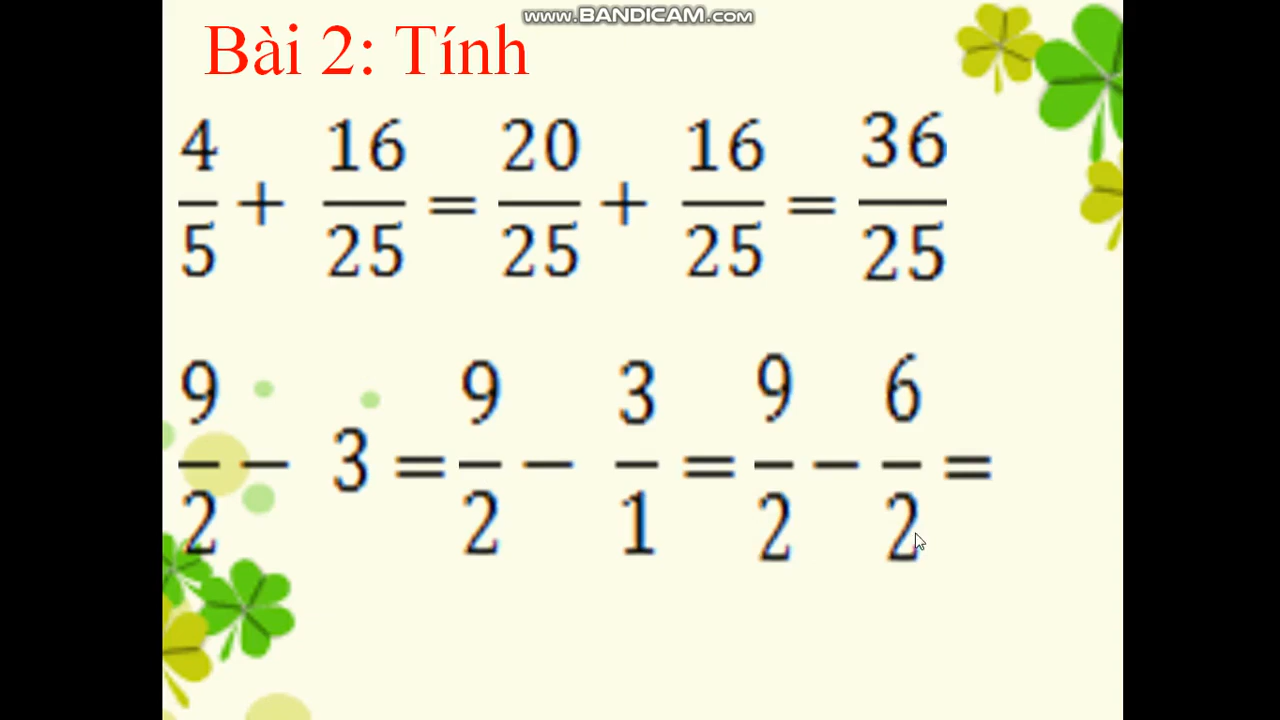 www.BANDICAM.com
Bài 2: Tính
4/5 + 16/25 = 20/25 + 16/25 = 36/25
9/2 − 3 = 9/2 − 3/1 = 9/2 − 6/2 =